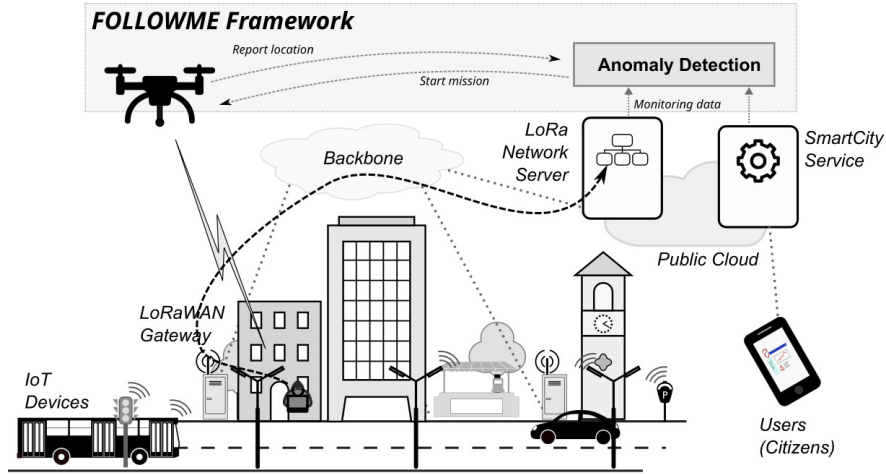 FOLLOWME Framework
Report location
Start mission
Anomaly Detection
Monitoring data
LoRa
Network
Server
SmartCity
Service
Backbone
Public Cloud
LoRaWAN
Gateway
IoT
Devices
P
Users
(Citizens)